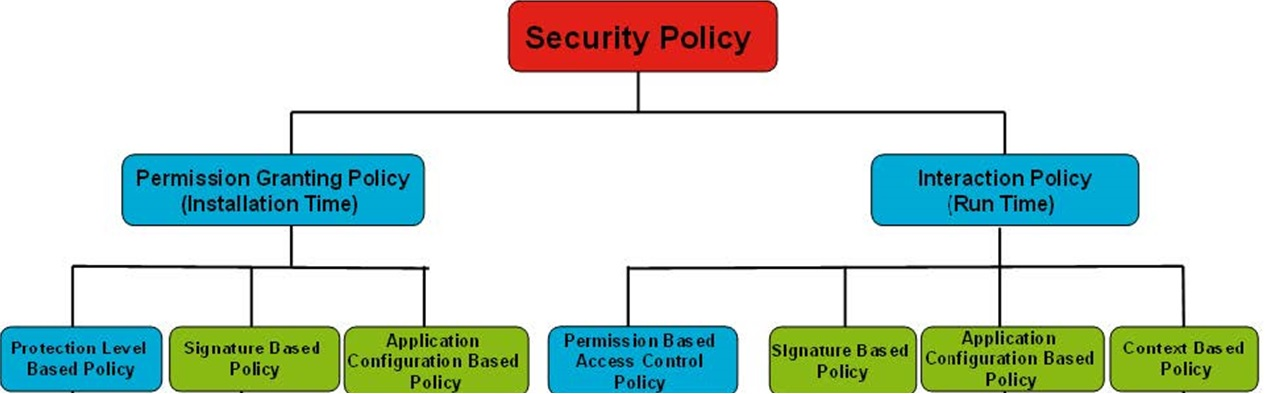 Security Policy
Permission Granting Policy
(Installation Time)
Interaction Policy
(Run Time)
Protection Level
Based Policy
Signature Based
Policy
Application
Configuration Based
Policy
Permission Based
Access Control
Policy
SIgnature Based
Policy
Application
Configuration Based
Policy
Context Based
Policy